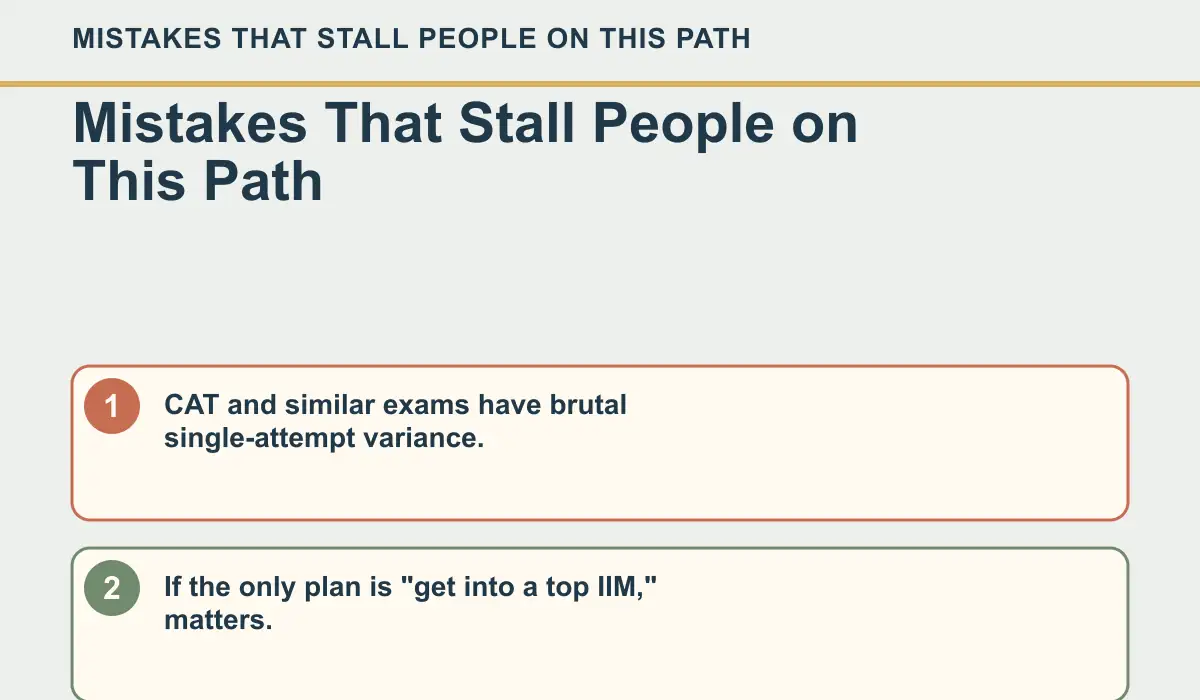 MISTAKES THAT STALL PEOPLE ON THIS PATH
Mistakes That Stall People on
This Path
1
CAT and similar exams have brutal
single-attempt variance.
2
If the only plan is "get into a top IIM,"
matters.